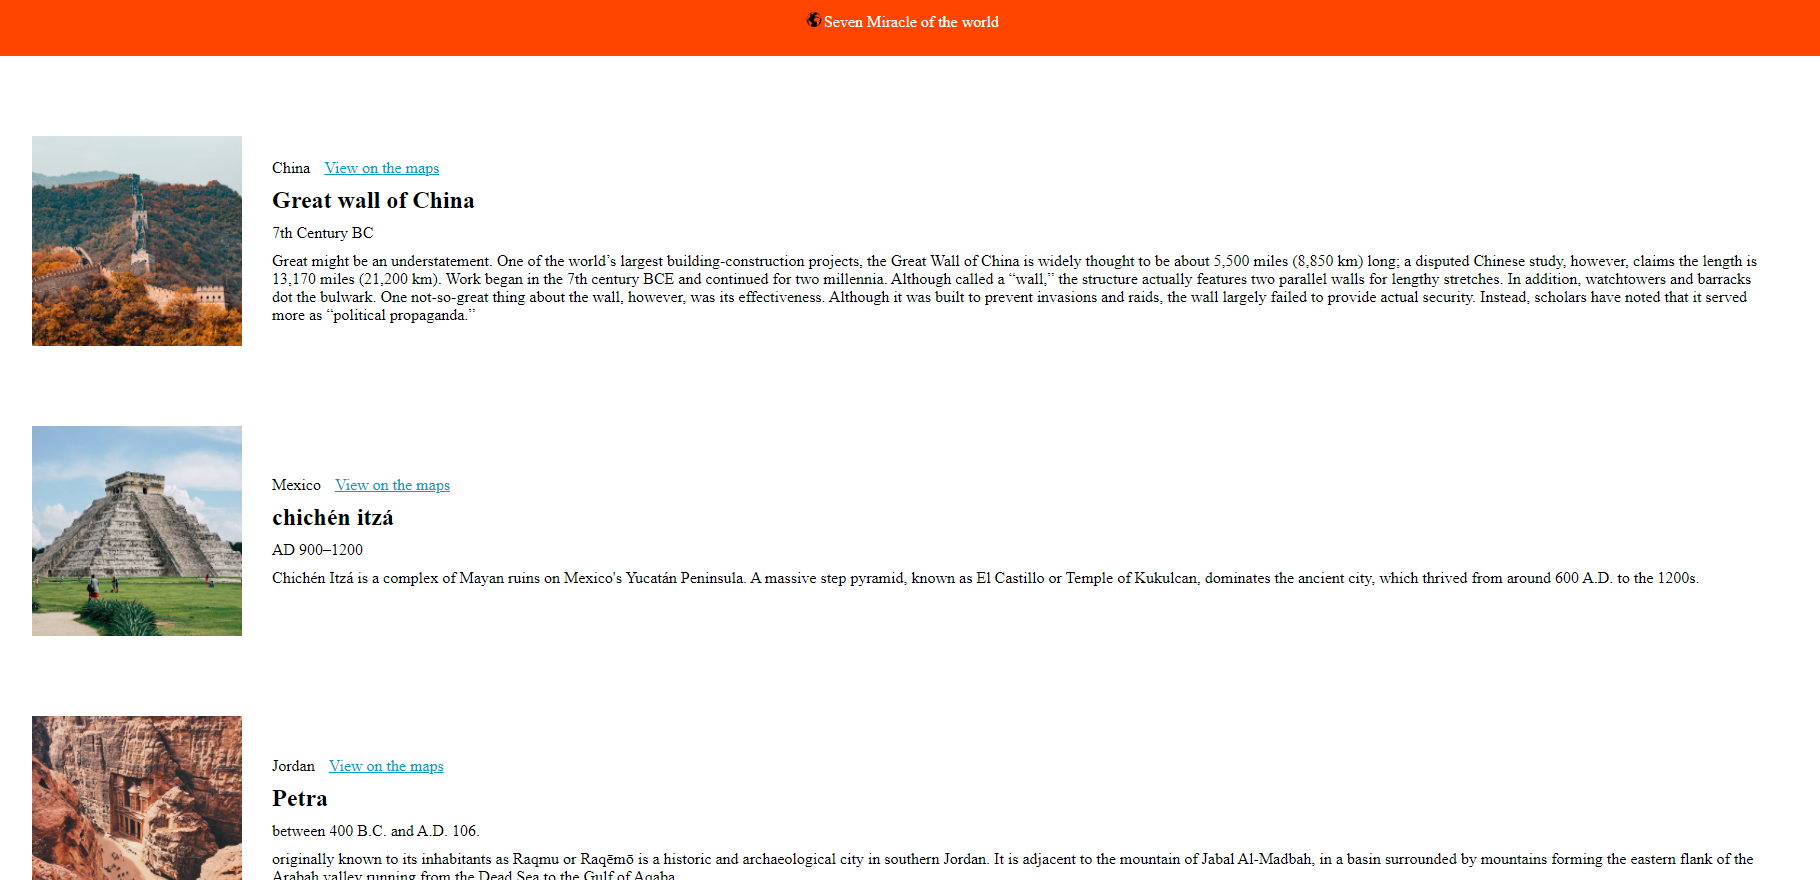 Seven Miracle of the world
China View on the maps
Great wall of China
7th Century BC
Great might be an understatement. One of the world’s largest building-construction projects, the Great Wall of China is widely thought to be about 5,500 miles (8,850 km) long; a disputed Chinese study, however, claims the length is
13,170 miles (21,200 km). Work began in the 7th century BCE and continued for two millennia. Although called a “wall,” the structure actually features two parallel walls for lengthy stretches. In addition, watchtowers and barracks
dot the bulwark. One not-so-great thing about the wall, however, was its effectiveness. Although it was built to prevent invasions and raids, the wall largely failed to provide actual security. Instead, scholars have noted that it served
more as “political propaganda.”
Mexico View on the maps
chichén itzá
AD 900–1200
Chichén Itzá is a complex of Mayan ruins on Mexico's Yucatán Peninsula. A massive step pyramid, known as El Castillo or Temple of Kukulcan, dominates the ancient city, which thrived from around 600 A.D. to the 1200s.
Jordan View on the maps
Petra
between 400 B.C. and A.D. 106.
originally known to its inhabitants as Raqmu or Raqēmō is a historic and archaeological city in southern Jordan. It is adjacent to the mountain of Jabal Al-Madbah, in a basin surrounded by mountains forming the eastern flank of the
Arabah valley running from the Dead Sea to the Gulf of Aqaba.